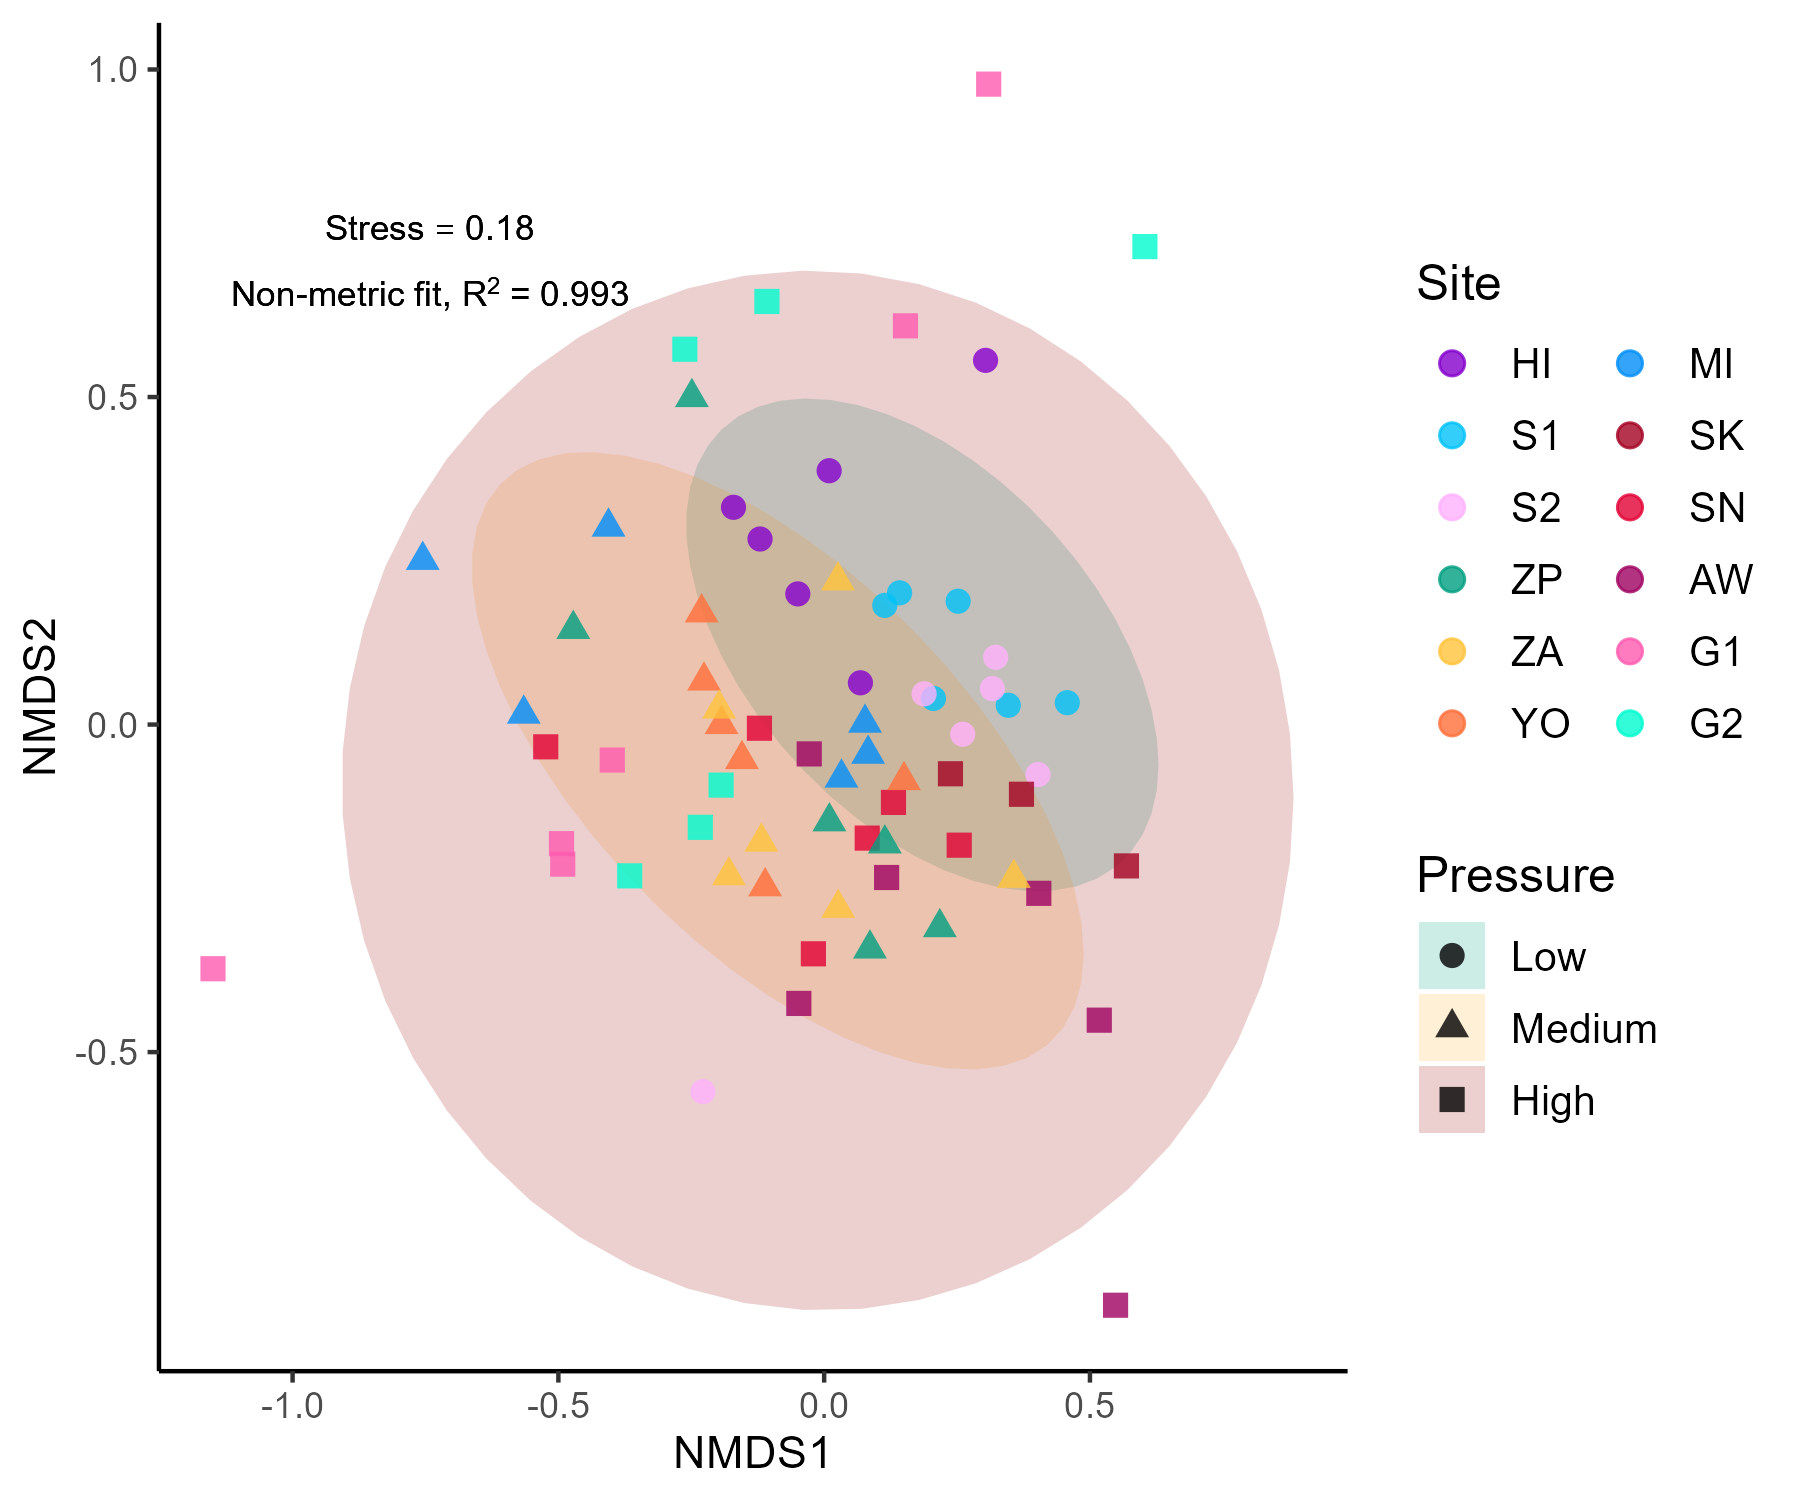 1.0
0.5
0.0
-0.5
NMDS2
Stress = 0.18
Non-metric fit, R² = 0.993
-1.0 -0.5 0.0 0.5
NMDS1
Site
HI MI
S1 SK
S2 SN
ZP AW
ZA G1
YO G2
Pressure
Low
Medium
High